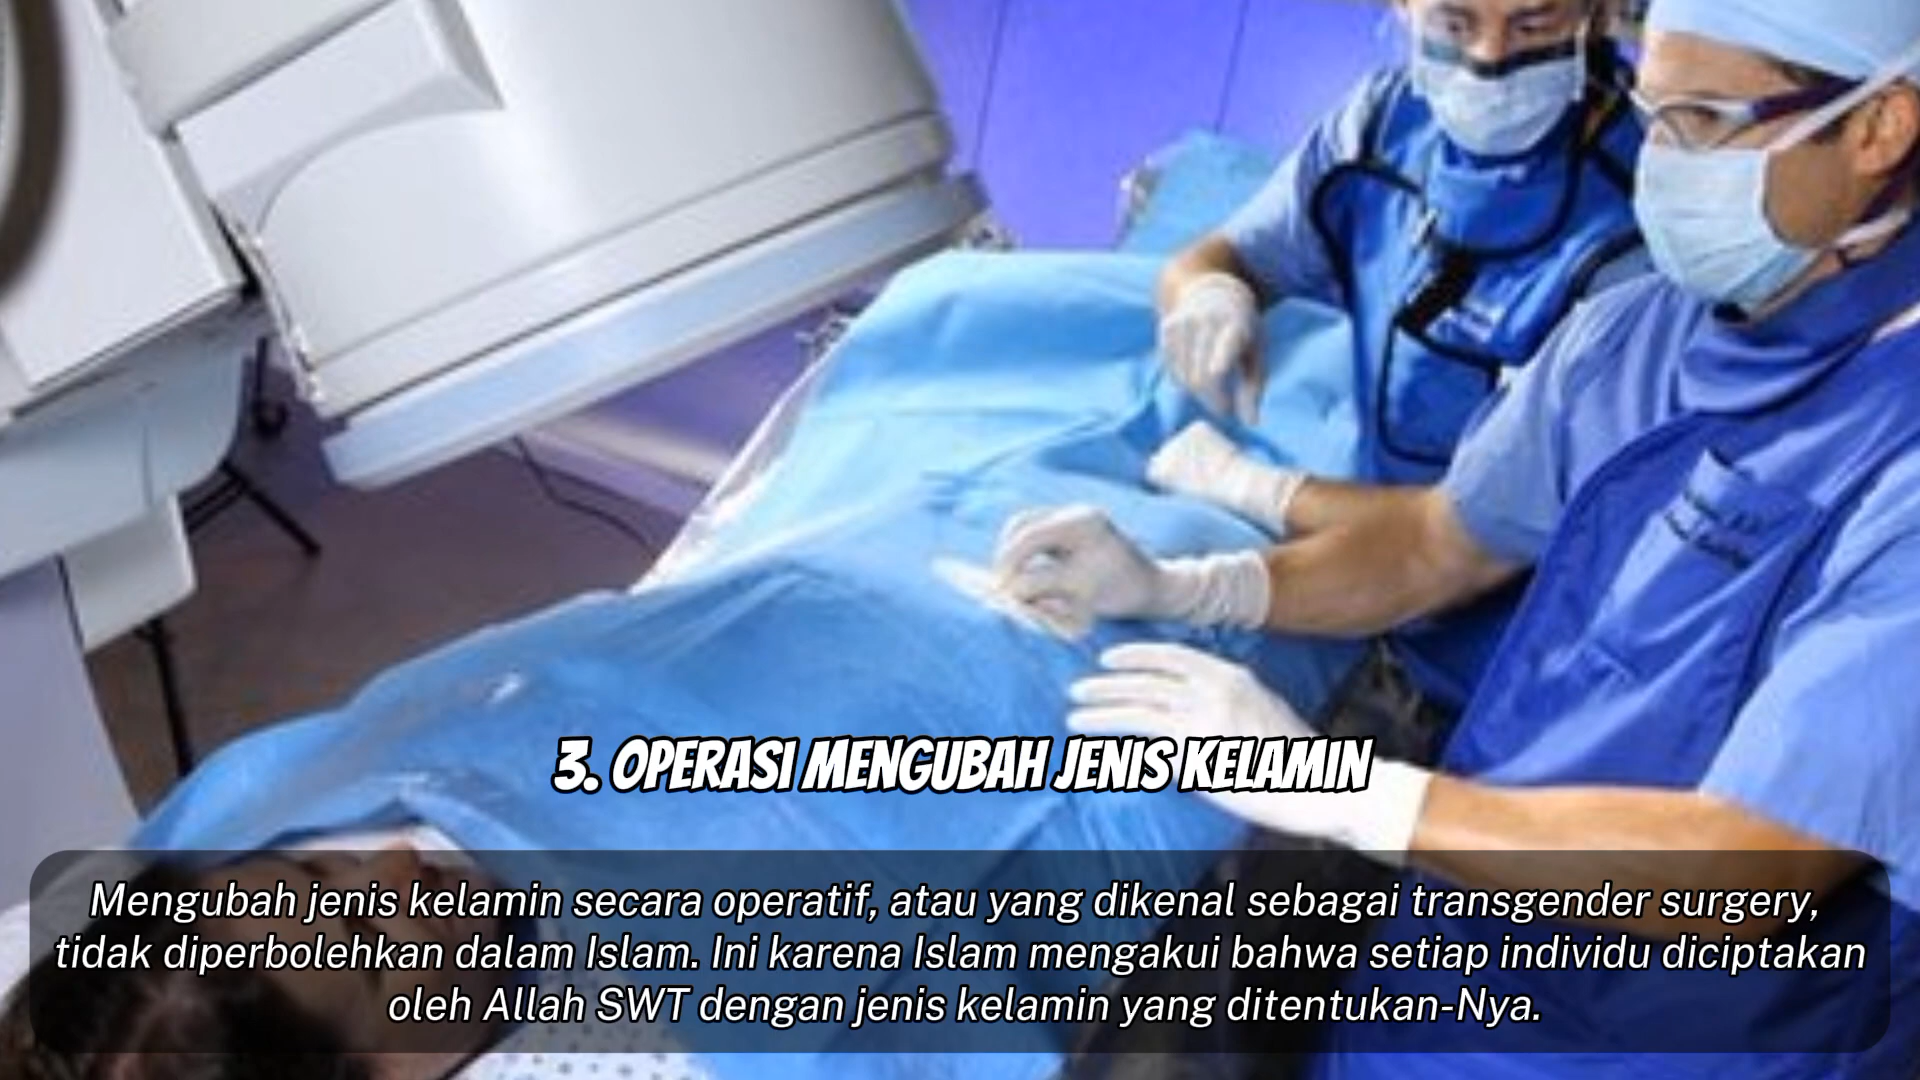 3. OPERASI MENGUBAH JENIS KELAMIN
Mengubah jenis kelamin secara operatif, atau yang dikenal sebagai transgender surgery,
tidak diperbolehkan dalam Islam. Ini karena Islam mengakui bahwa setiap individu diciptakan
oleh Allah SWT dengan jenis kelamin yang ditentukan-Nya.